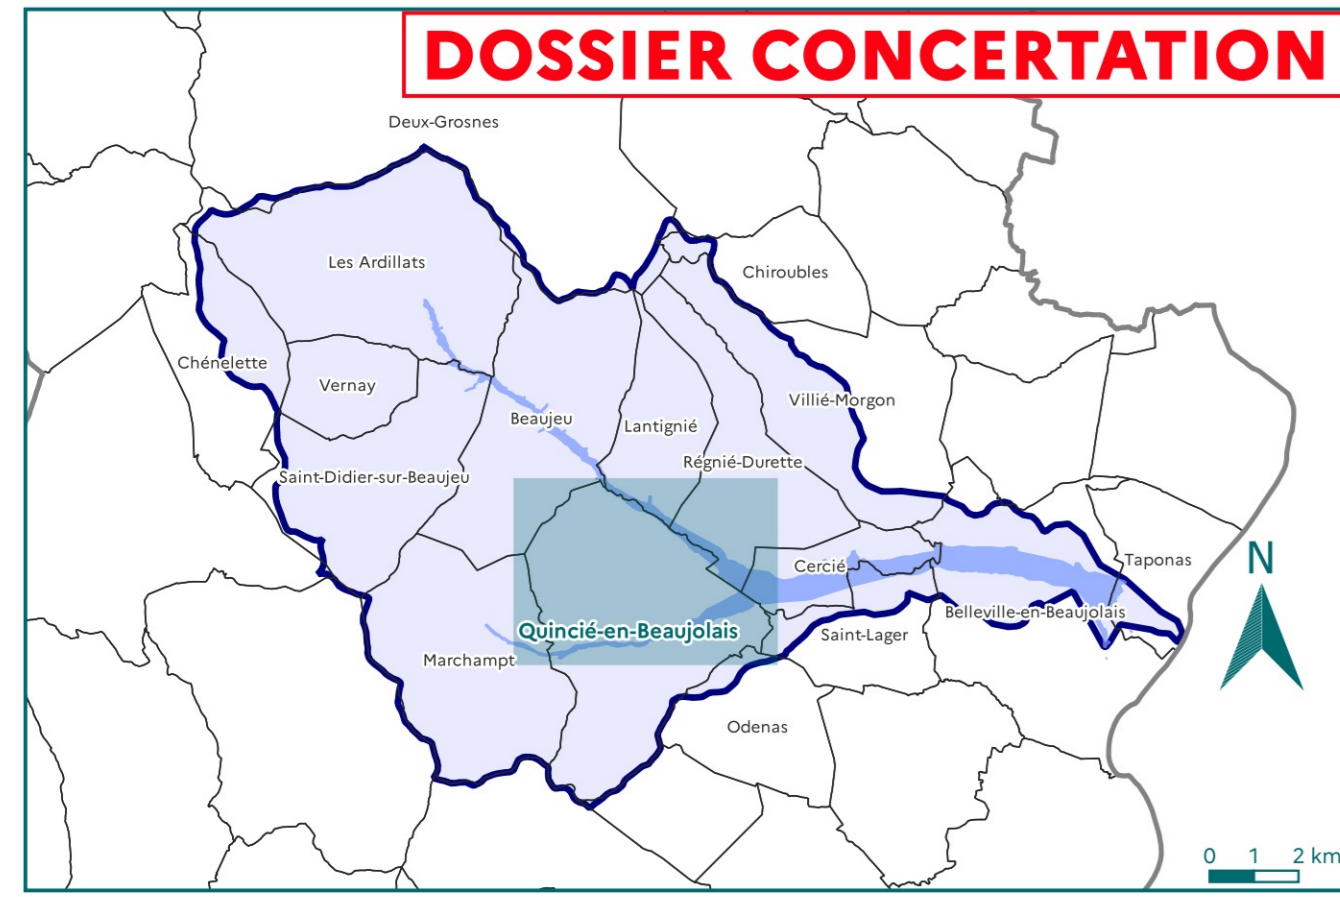 DOSSIER CONCERTATION
Deux-Grosnes
Les Ardillats
Chiroubles
Chénelette
Vernay
Villié-Morgon
Beaujeu
Lantignié
Régnié-Durette
Saint-Didier-sur-Beaujeu
N
Taponas
Cercié
Belleville-en-Beaujolais
Quincié-en-Beaujolais
Saint-Lager
Marchampt
Odenas
0 1 2 km